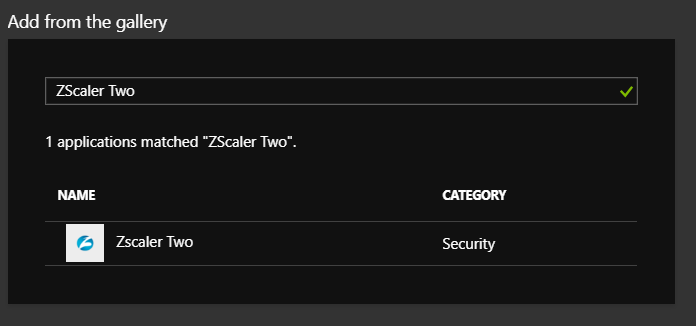 Add from the gallery
ZScaler Two
1 applications matched "ZScaler Two".
NAME CATEGORY
Zscaler Two Security